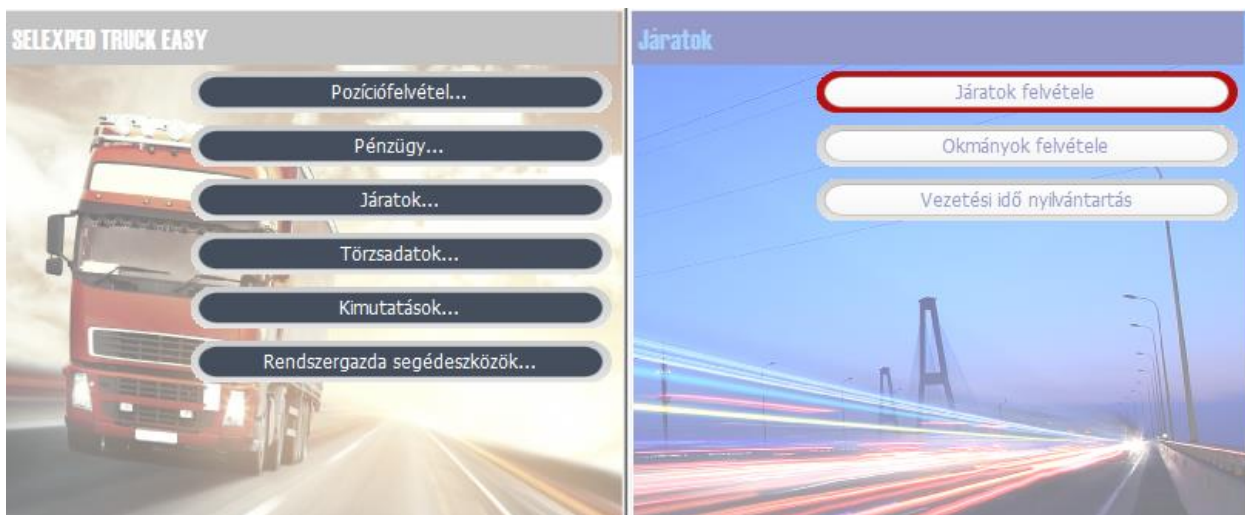 SELEXPED TRUCK EASY
Pozíciófelvétel...
Pénzügy...
Járatok...
Törzsadatok...
Kimutatások...
Rendszergazda segédeszközök...
Járatok
Járatok felvétele
Okmányok felvétele
Vezetési idő nyilvántartás